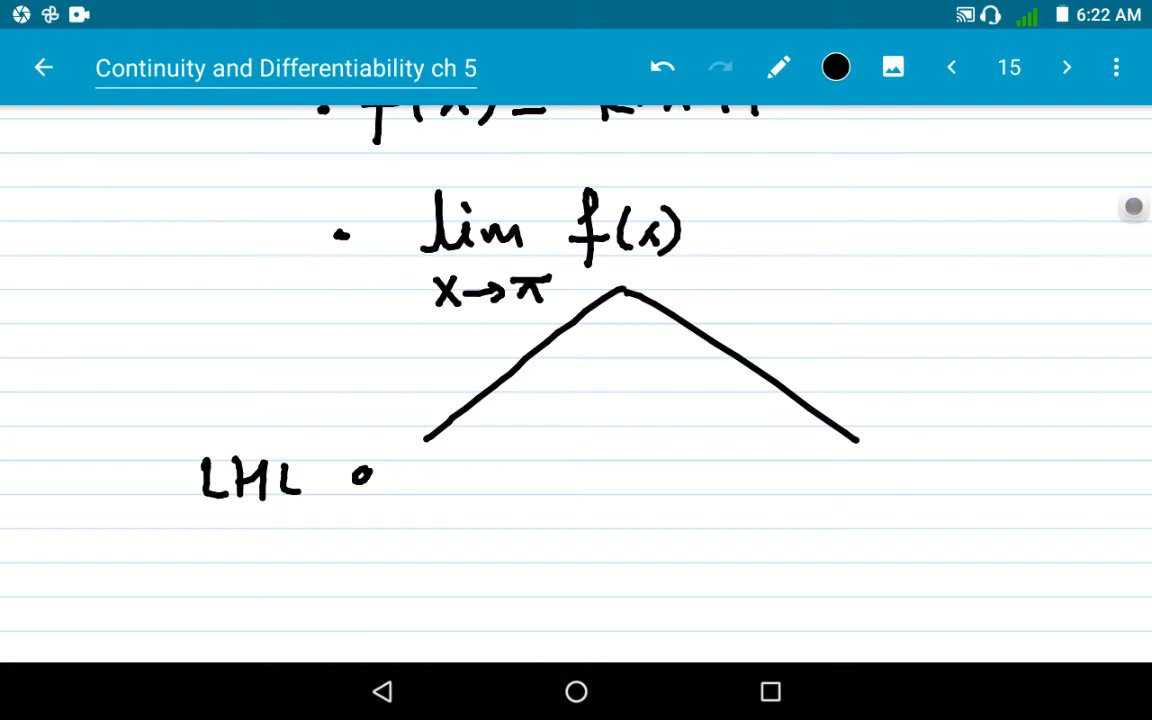 6:22 AM
Continuity and Differentiability ch 5
15
. f(x) =
. lim f(x)
x→π
LHL